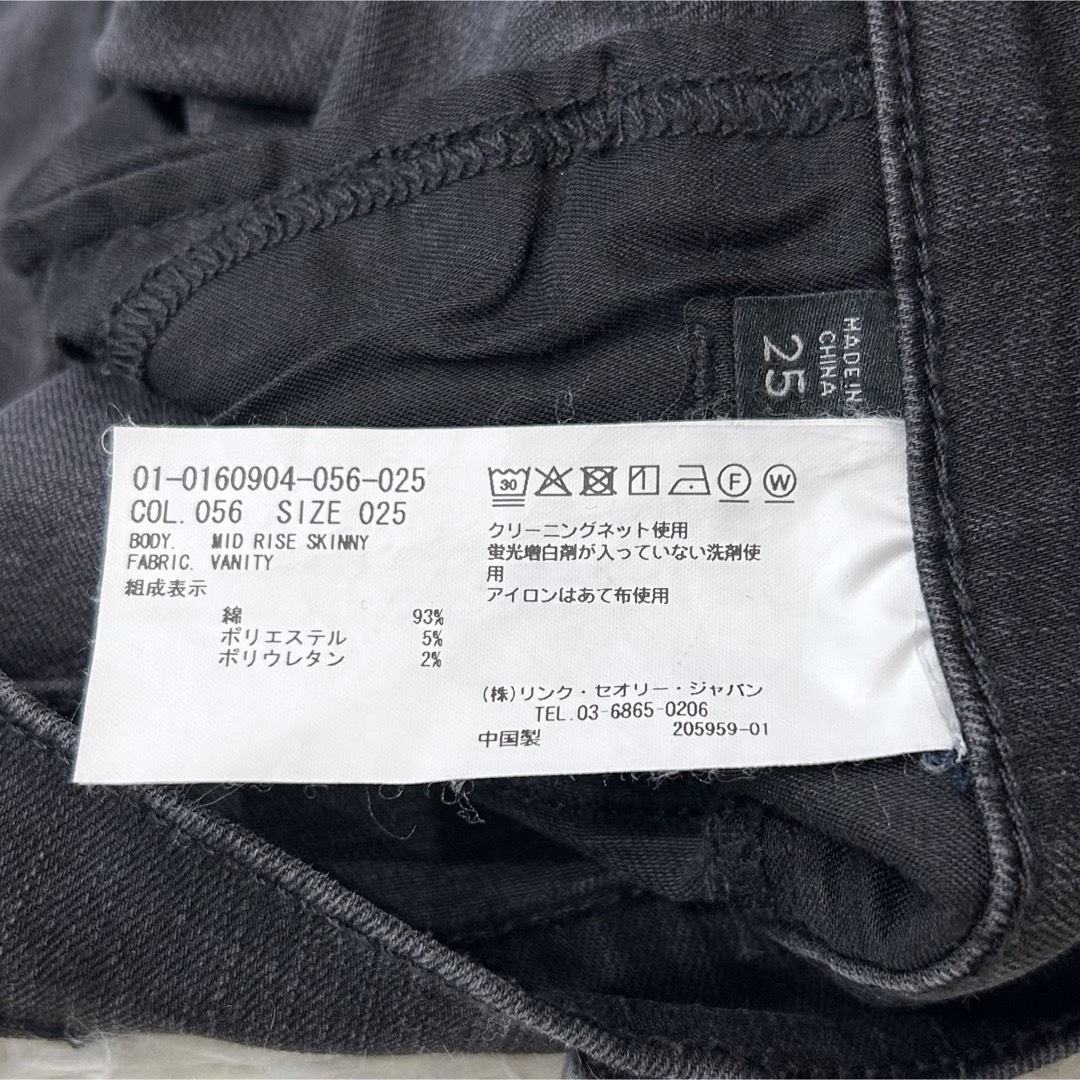 MADE IN
CHINA
25
01-0160904-056-025
COL. 056 SIZE 025
BODY. MID RISE SKINNY
FABRIC. VANITY
組成表示
綿 93%
ポリエステル 5%
ポリウレタン 2%
30 F W
クリーニングネット使用
蛍光増白剤が入っていない洗剤使
用
アイロンはあて布使用
(株)リンク・セオリー・ジャパン
TEL.03-6865-0206
中国製 205959-01